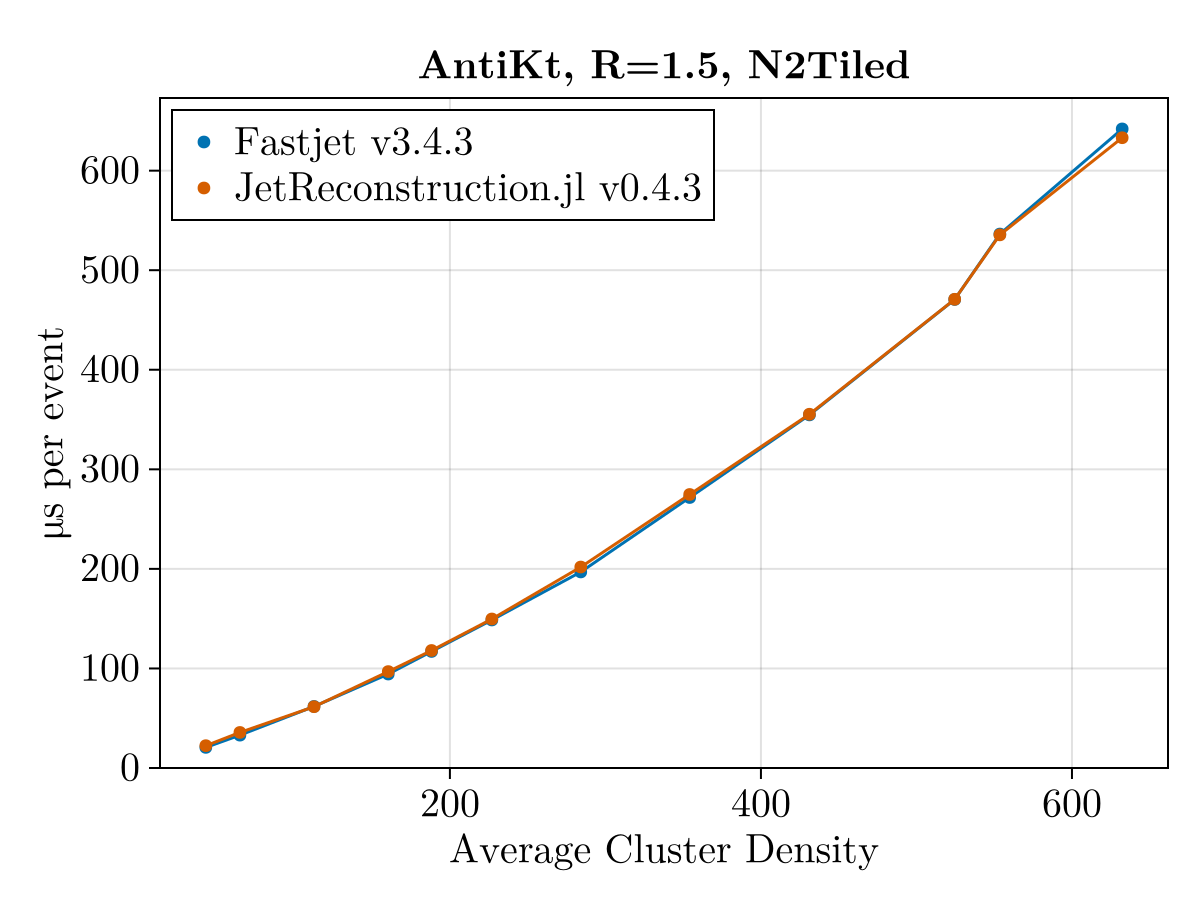 AntiKt, R=1.5, N2Tiled
Fastjet v3.4.3
JetReconstruction.jl v0.4.3
600
500
400
300
200
100
0
µs per event
200 400 600
Average Cluster Density